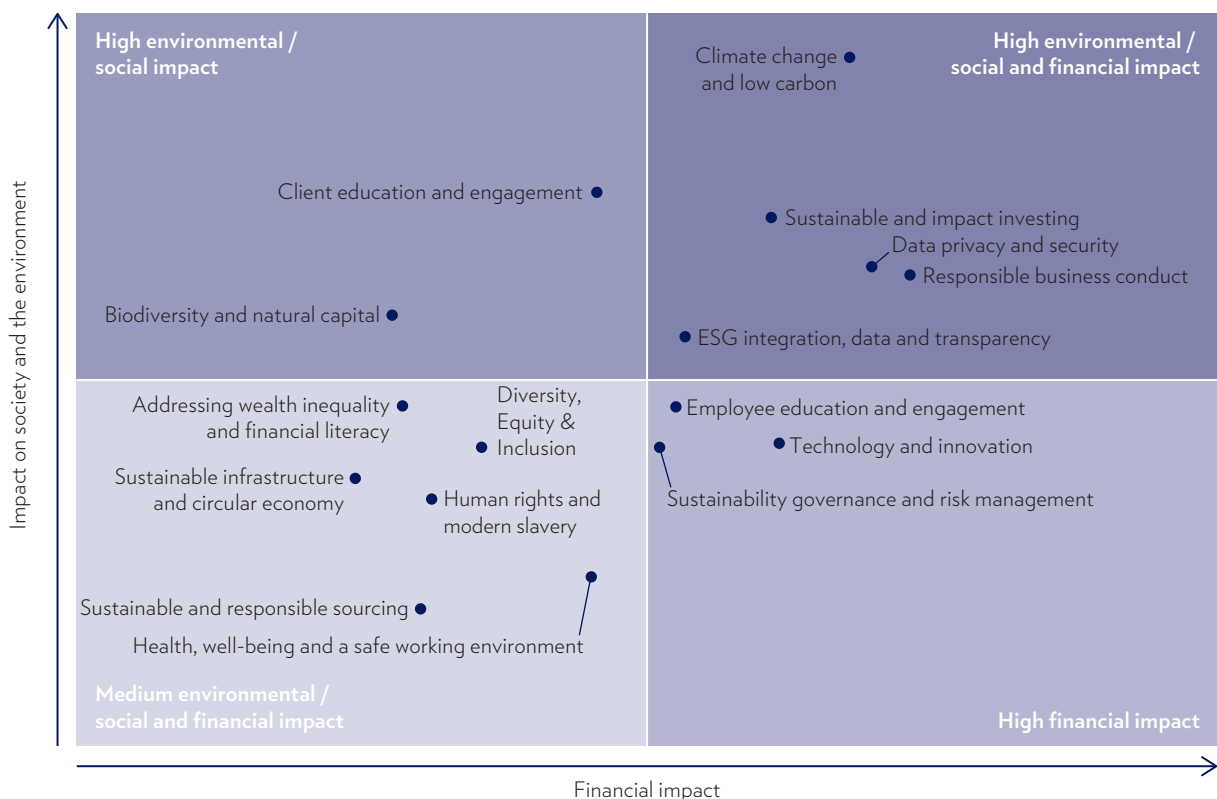 High environmental /
social impact
High environmental /
social and financial impact
Climate change
and low carbon
Client education and engagement
Sustainable and impact investing
Data privacy and security
Responsible business conduct
Biodiversity and natural capital
ESG integration, data and transparency
Impact on society and the environment
Addressing wealth inequality
and financial literacy
Diversity,
Equity &
Inclusion
Employee education and engagement
Technology and innovation
Sustainable infrastructure
and circular economy
Human rights and
modern slavery
Sustainability governance and risk management
Sustainable and responsible sourcing
Health, well-being and a safe working environment
Medium environmental /
social and financial impact
High financial impact
Financial impact